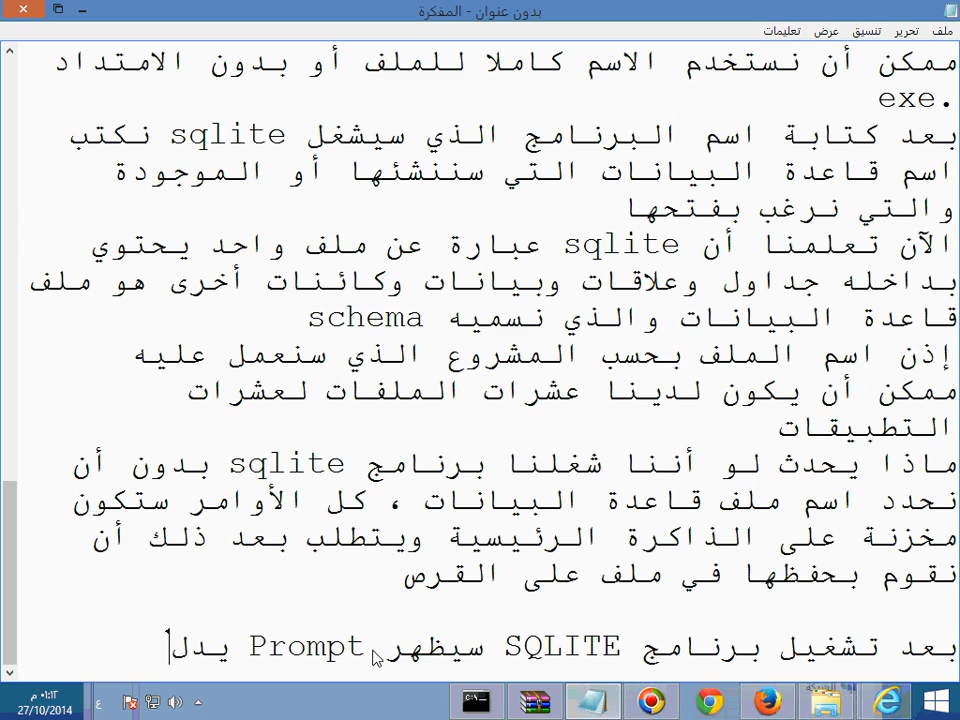 بدون عنوان - المفكرة
ملف تحرير تنسيق عرض تعليمات
ممكن أن نستخدم الاسم كاملا للملف أو بدون الامتداد
.exe
بعد كتابة اسم البرنامج الذي سيشغل sqlite نكتب
اسم قاعدة البيانات التي سننشئها أو الموجودة
والتي نرغب بفتحها
الآن تعلمنا أن sqlite عبارة عن ملف واحد يحتوي
بداخله جداول وعلاقات وبيانات وكائنات أخرى هو ملف
قاعدة البيانات والذي نسميه schema
إذن اسم الملف بحسب المشروع الذي سنعمل عليه
ممكن أن يكون لدينا عشرات الملفات لعشرات
التطبيقات
ماذا يحدث لو أننا شغلنا برنامج sqlite بدون أن
نحدد اسم ملف قاعدة البيانات ، كل الأوامر ستكون
مخزنة على الذاكرة الرئيسية ويتطلب بعد ذلك أن
نقوم بحفظها في ملف على القرص
بعد تشغيل برنامج SQLITE سيظهر Prompt يدل
C:\
ع
٠١:١٢ م
27/10/2014